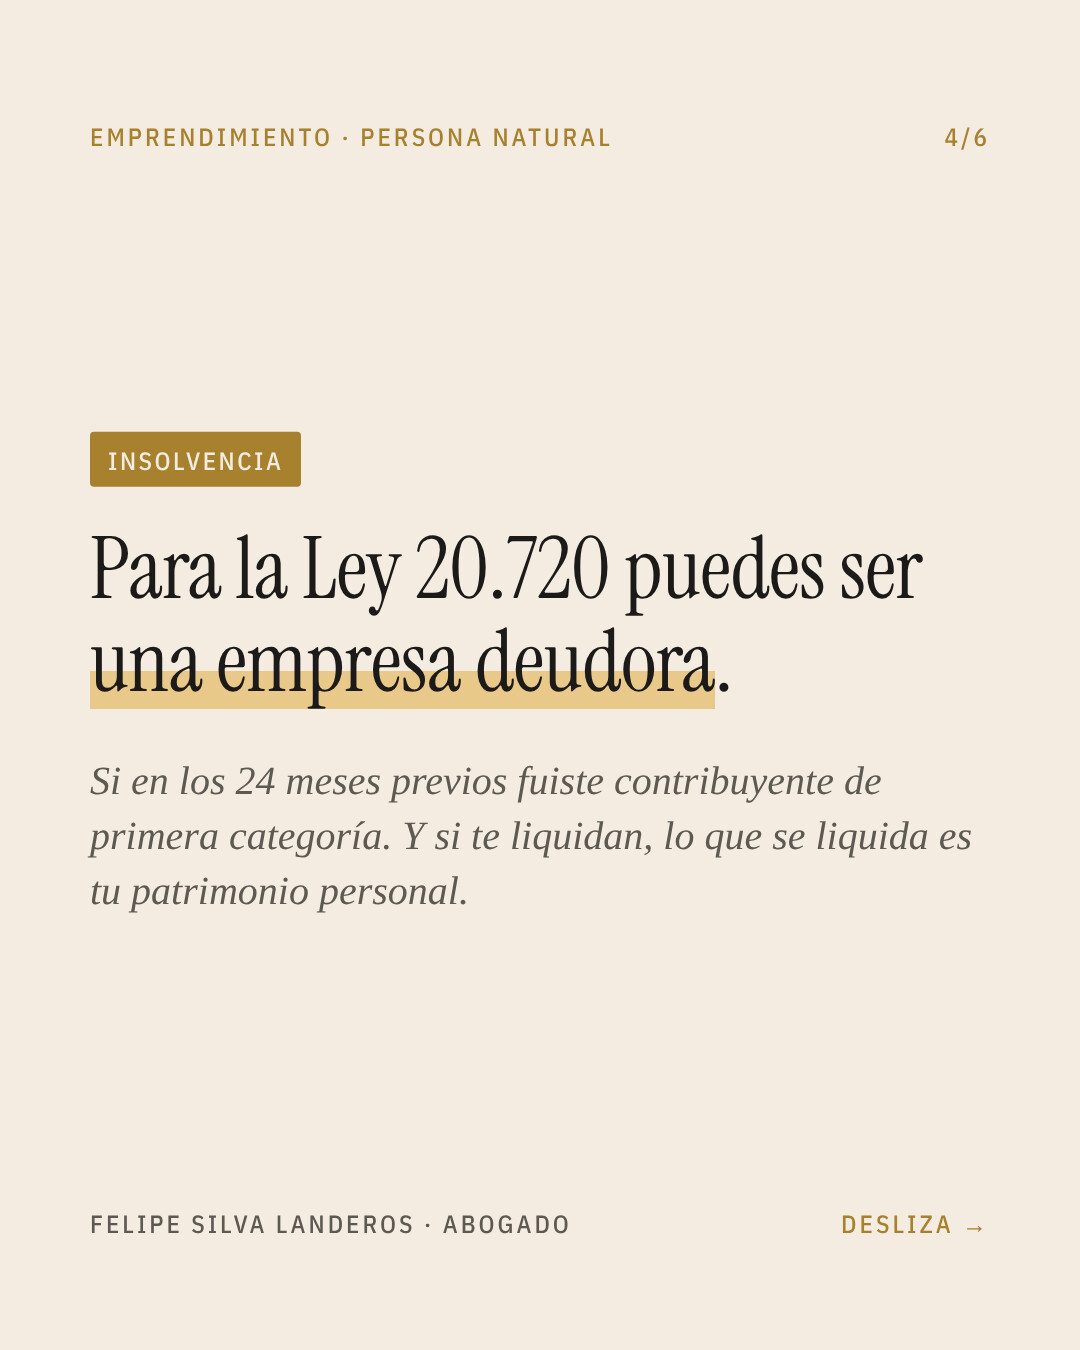 EMPRENDIMIENTO · PERSONA NATURAL
4/6
INSOLVENCIA
Para la Ley 20.720 puedes ser
una empresa deudora.
Si en los 24 meses previos fuiste contribuyente de
primera categoría. Y si te liquidan, lo que se liquida es
tu patrimonio personal.
FELIPE SILVA LANDEROS · ABOGADO
DESLIZA →